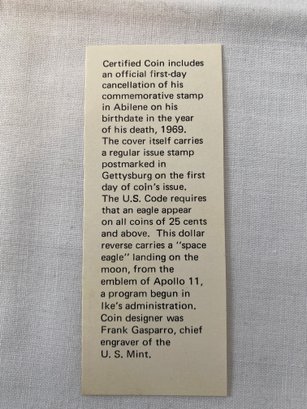 Certified Coin includes
an official first-day
cancellation of his
commemorative stamp
in Abilene on his
birthdate in the year
of his death, 1969.
The cover itself carries
a regular issue stamp
postmarked in
Gettysburg on the first
day of coln's issue.
The U.S. Code requires
that an eagle appear
on all coins of 25 cents
and above. This dollar
reverse carries a "space
eagle" landing on the
moon, from the
emblem of Apollo 11,
a program begun in
Ike's administration.
Coin designer was
Frank Gasparro, chief
engraver of the
U. S. Mint.